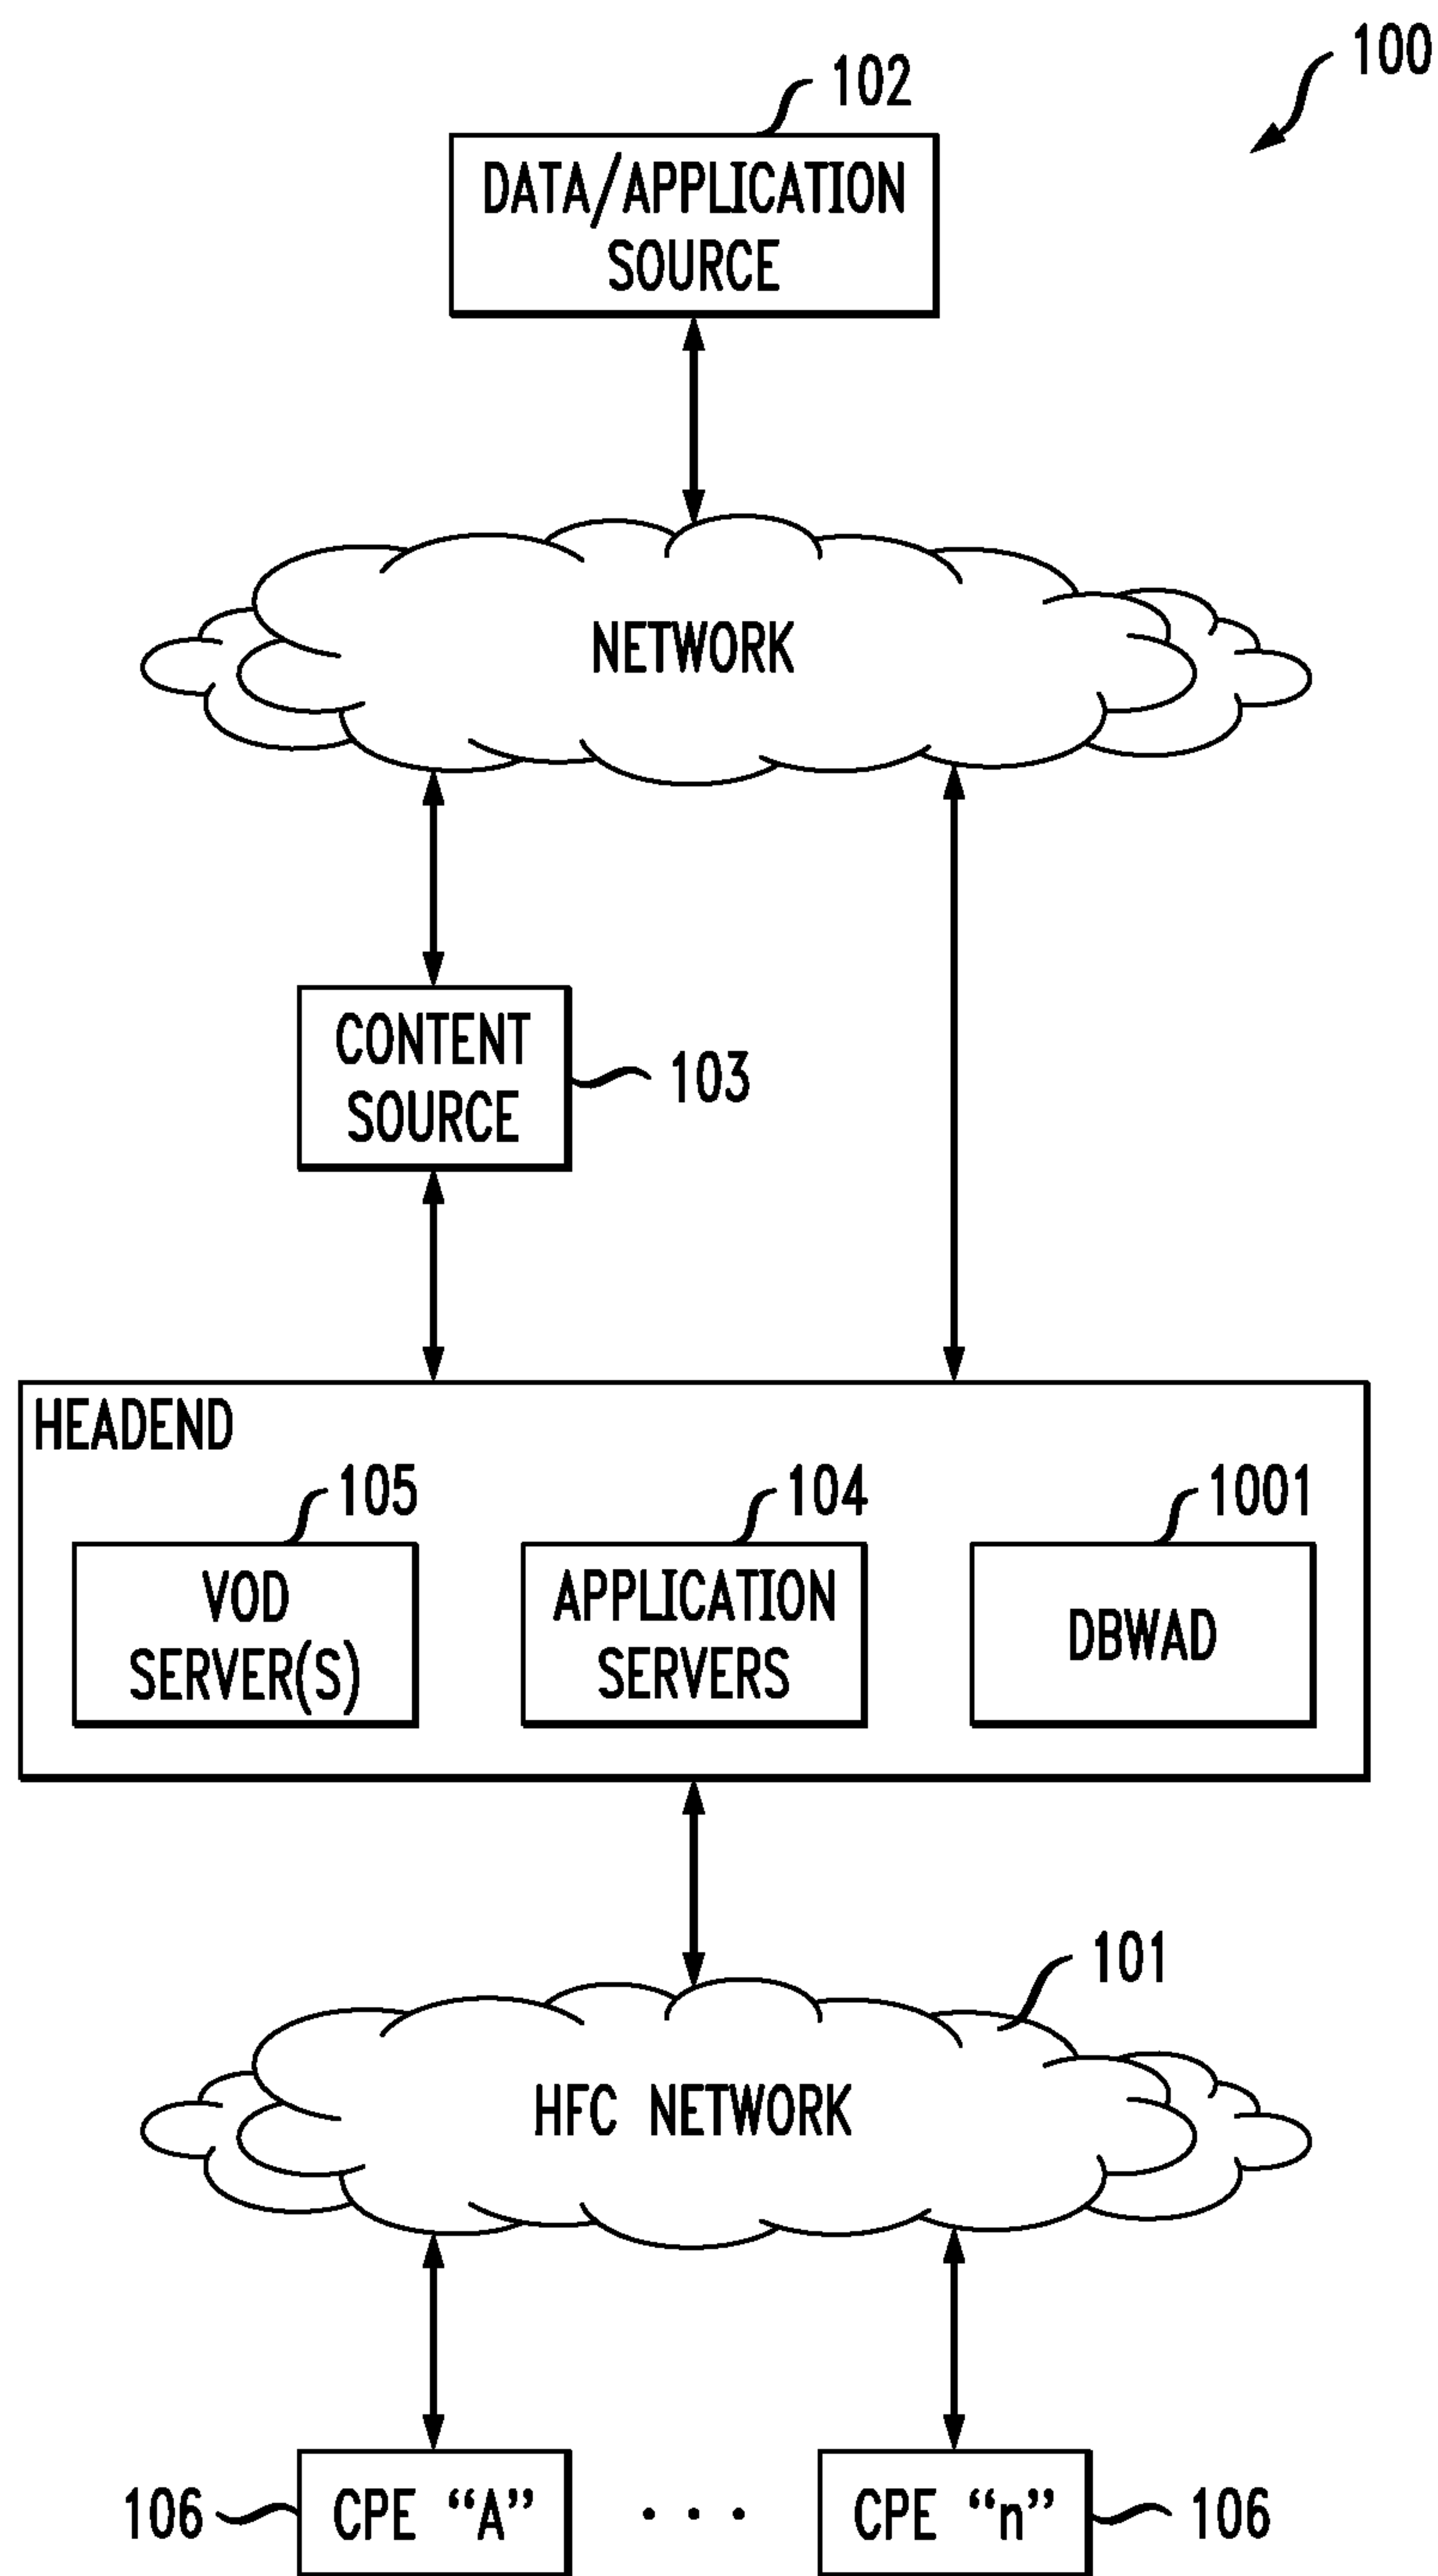 100
102
DATA/APPLICATION
SOURCE
NETWORK
CONTENT
SOURCE
103
HEADEND
105
104
1001
VOD
SERVER(S)
APPLICATION
SERVERS
DBWAD
101
HFC NETWORK
106
CPE “A”
. . .
CPE “n”
106